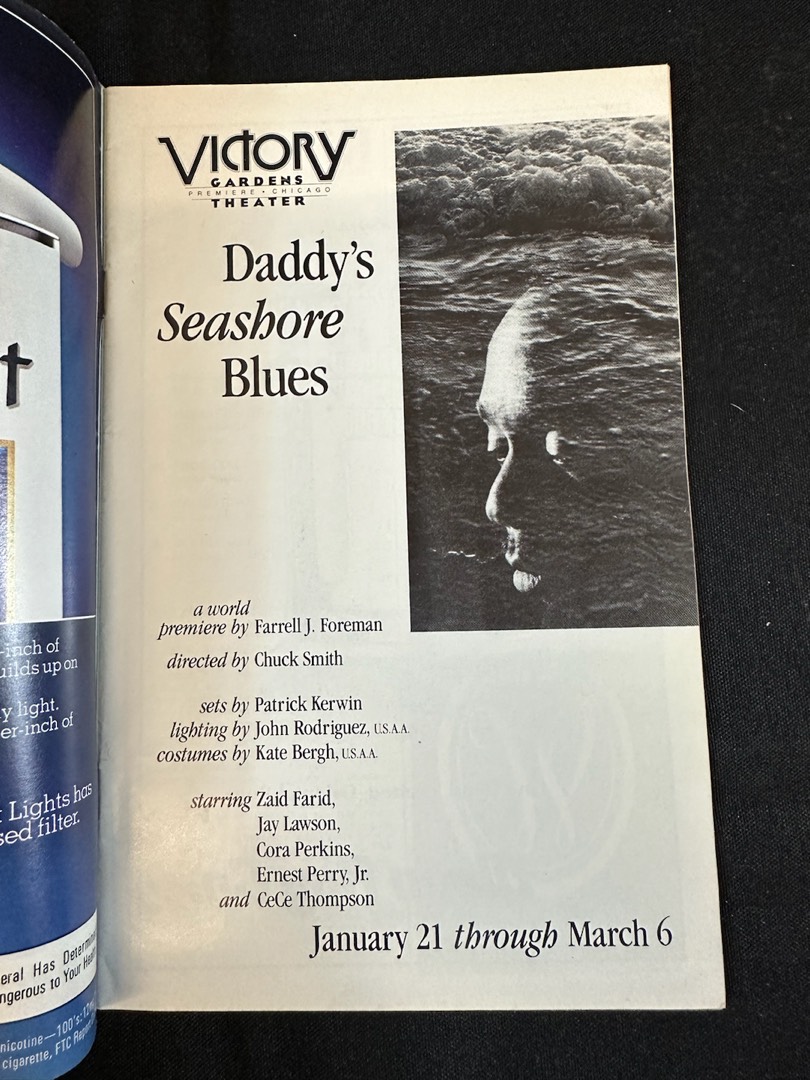 t
-inch of
uilds up on
y light.
er-inch of
t Lights has
sed filter.
eral Has Determin
ngerous to Your Heal
nicotine—100's:
cigarette, FTC Repor
VICTORY
GARDENS
PREMIERE • CHICAGO
THEATER
Daddy's
Seashore
Blues
a world
premiere by Farrell J. Foreman
directed by Chuck Smith
sets by Patrick Kerwin
lighting by John Rodriguez, U.S.A.A.
costumes by Kate Bergh, U.S.A.A.
starring Zaid Farid,
Jay Lawson,
Cora Perkins,
Ernest Perry, Jr.
and CeCe Thompson
January 21 through March 6